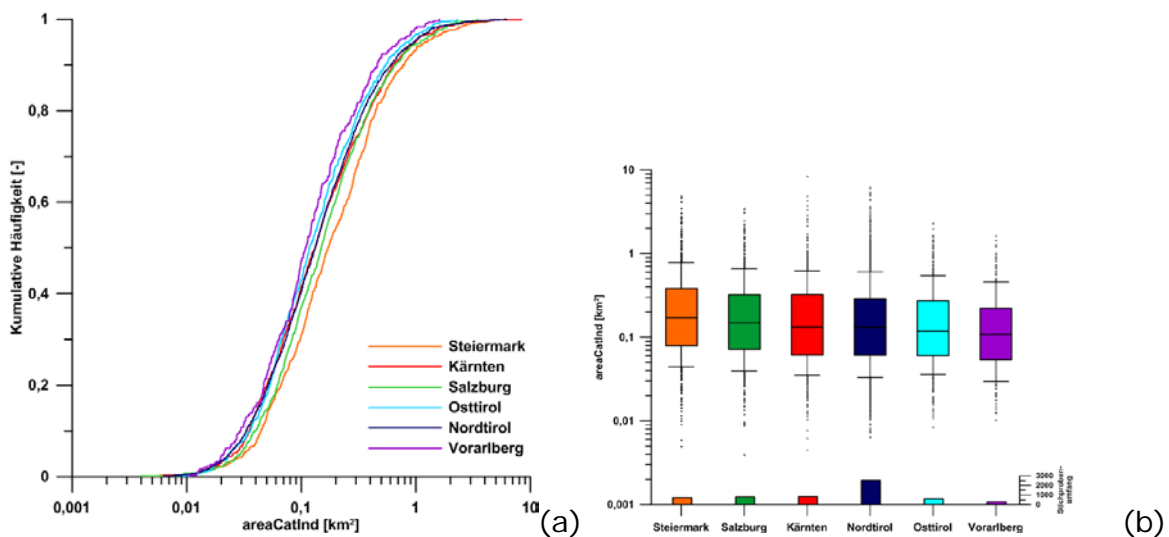 1
0,8
0,6
0,4
0,2
0
Kumulative Häufigkeit [-]
Steiermark
Kärnten
Salzburg
Osttirol
Nordtirol
Vorarlberg
0,001 0,01 0,1 1 10
areaCatInd [km²]
(a)
10
1
0,1
0,01
0,001
areaCatInd [km²]
3000
2000
1000
0
Stichproben-
umfang
Steiermark Salzburg Kärnten Nordtirol Osttirol Vorarlberg
(b)